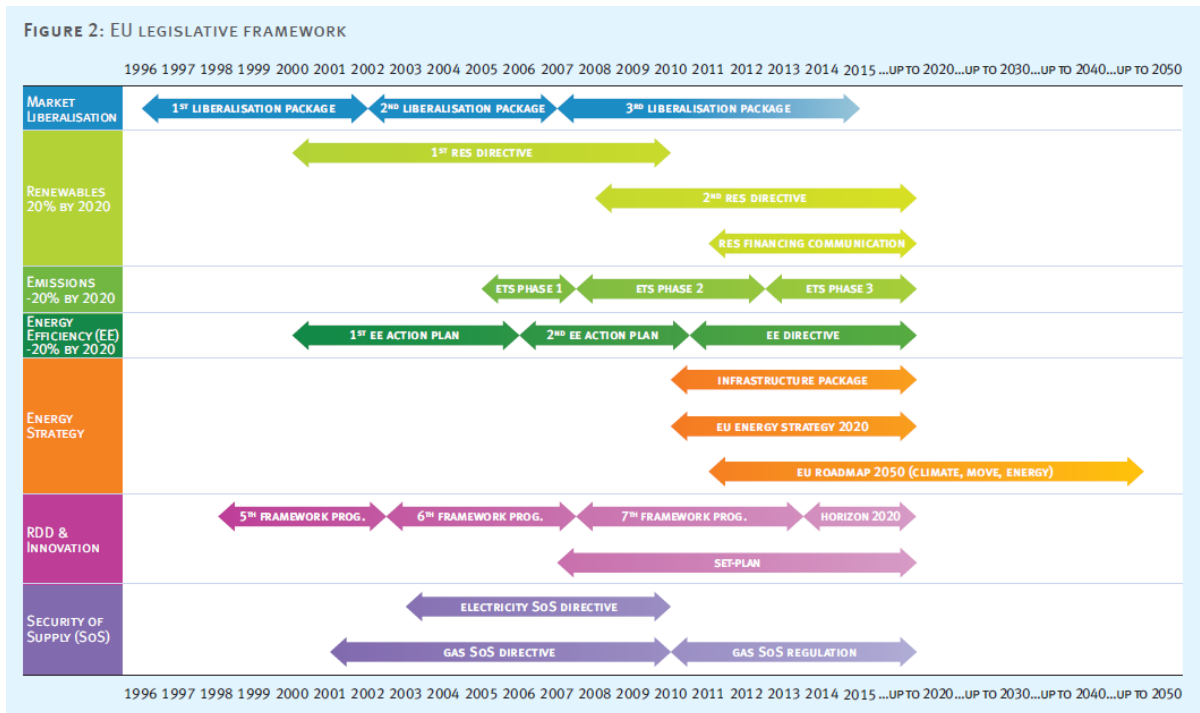 FIGURE 2: EU LEGISLATIVE FRAMEWORK
1996 1997 1998 1999 2000 2001 2002 2003 2004 2005 2006 2007 2008 2009 2010 2011 2012 2013 2014 2015 ...UP TO 2020...UP TO 2030...UP TO 2040...UP TO 2050
MARKET
LIBERALISATION
1ST LIBERALISATION PACKAGE
2ND LIBERALISATION PACKAGE
3RD LIBERALISATION PACKAGE
RENEWABLES
20% BY 2020
1ST RES DIRECTIVE
2ND RES DIRECTIVE
RES FINANCING COMMUNICATION
EMISSIONS
-20% BY 2020
ETS PHASE 1
ETS PHASE 2
ETS PHASE 3
ENERGY
EFFICIENCY (EE)
-20% BY 2020
1ST EE ACTION PLAN
2ND EE ACTION PLAN
EE DIRECTIVE
ENERGY
STRATEGY
INFRASTRUCTURE PACKAGE
EU ENERGY STRATEGY 2020
EU ROADMAP 2050 (CLIMATE, MOVE, ENERGY)
RDD &
INNOVATION
5TH FRAMEWORK PROG.
6TH FRAMEWORK PROG.
7TH FRAMEWORK PROG.
HORIZON 2020
SET-PLAN
SECURITY OF
SUPPLY (SOS)
ELECTRICITY SOS DIRECTIVE
GAS SOS DIRECTIVE
GAS SOS REGULATION
1996 1997 1998 1999 2000 2001 2002 2003 2004 2005 2006 2007 2008 2009 2010 2011 2012 2013 2014 2015 ...UP TO 2020...UP TO 2030...UP TO 2040...UP TO 2050